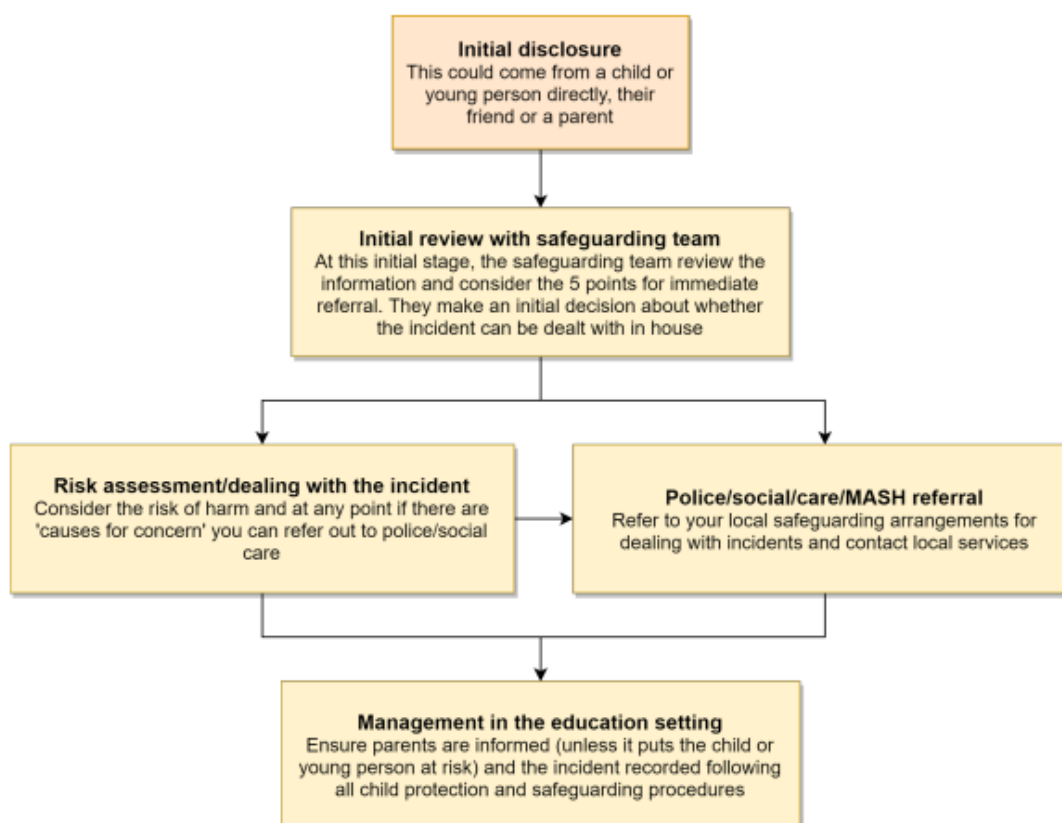 Initial disclosure
This could come from a child or
young person directly, their
friend or a parent
Initial review with safeguarding team
At this initial stage, the safeguarding team review the
information and consider the 5 points for immediate
referral. They make an initial decision about whether
the incident can be dealt with in house
Risk assessment/dealing with the incident
Consider the risk of harm and at any point if there are
'causes for concern' you can refer out to police/social
care
Police/social/care/MASH referral
Refer to your local safeguarding arrangements for
dealing with incidents and contact local services
Management in the education setting
Ensure parents are informed (unless it puts the child or
young person at risk) and the incident recorded following
all child protection and safeguarding procedures